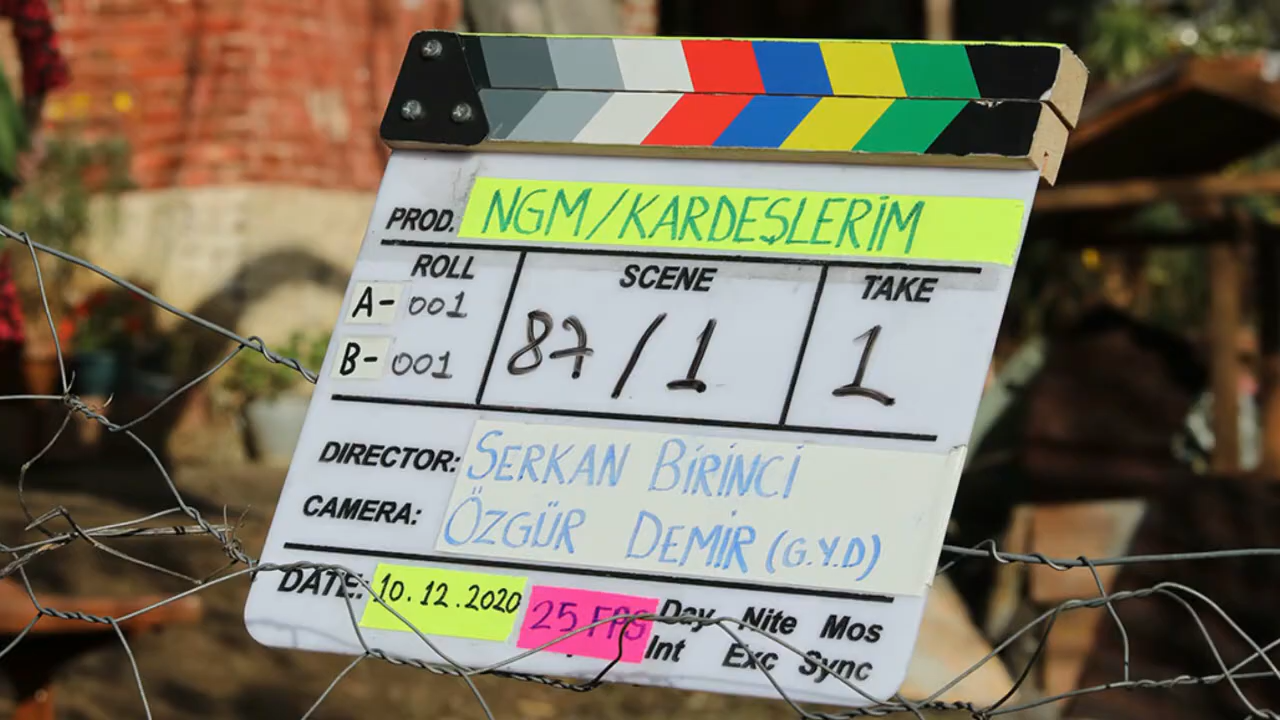 PROD. NGM/KARDEŞLERİM
ROLL SCENE TAKE
A- 001
B- 001
87/1 1
DIRECTOR: SERKAN BİRİNCİ
CAMERA: ÖZGÜR DEMİR (G.Y.D)
DATE: 10.12.2020 25 FPS Day Nite Mos
Int Exc Sync